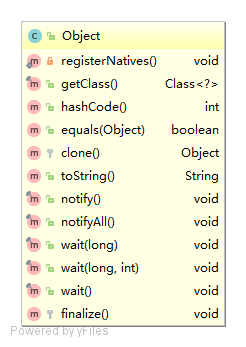 C Object
m registerNatives() void
m getClass() Class<?>
m hashCode() int
m equals(Object) boolean
m clone() Object
m toString() String
m notify() void
m notifyAll() void
m wait(long) void
m wait(long, int) void
m wait() void
m finalize() void
Powered by yFiles